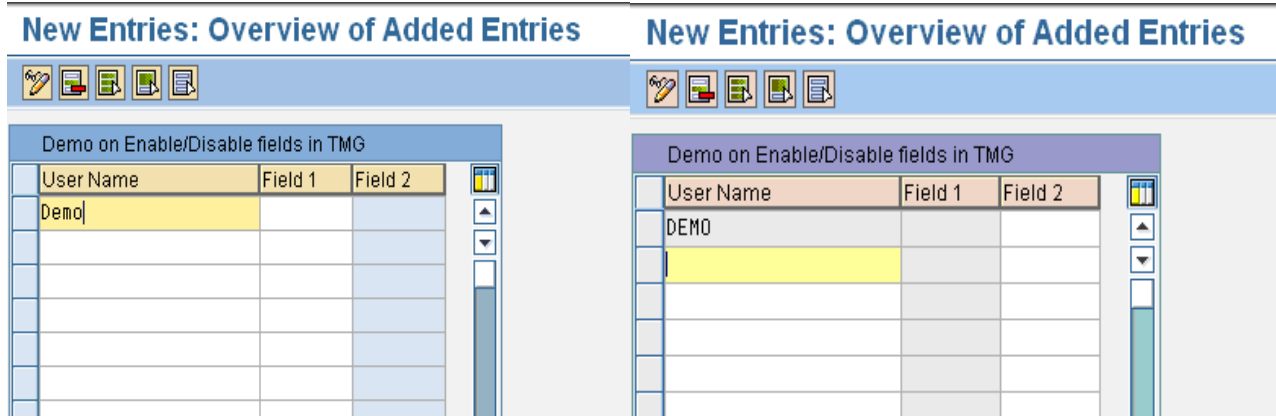 New Entries: Overview of Added Entries
Demo on Enable/Disable fields in TMG
User Name Field 1 Field 2
Demo
New Entries: Overview of Added Entries
Demo on Enable/Disable fields in TMG
User Name Field 1 Field 2
DEMO